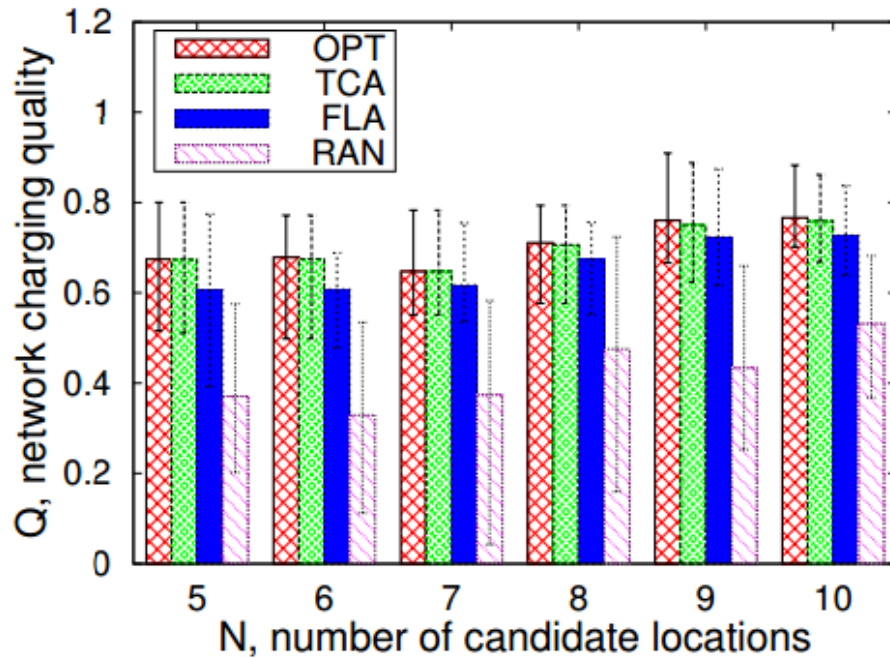 Q, network charging quality
1.2
1
0.8
0.6
0.4
0.2
0
OPT
TCA
FLA
RAN
5 6 7 8 9 10
N, number of candidate locations